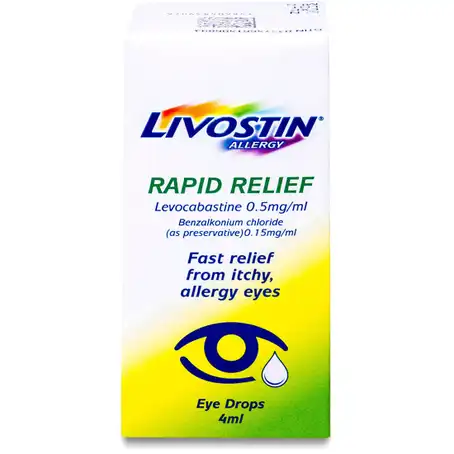 LIVOSTIN®
ALLERGY
RAPID RELIEF
Levocabastine 0.5mg/ml
Benzalkonium chloride
(as preservative)0.15mg/ml
Fast relief
from itchy,
allergy eyes
Eye Drops
4ml